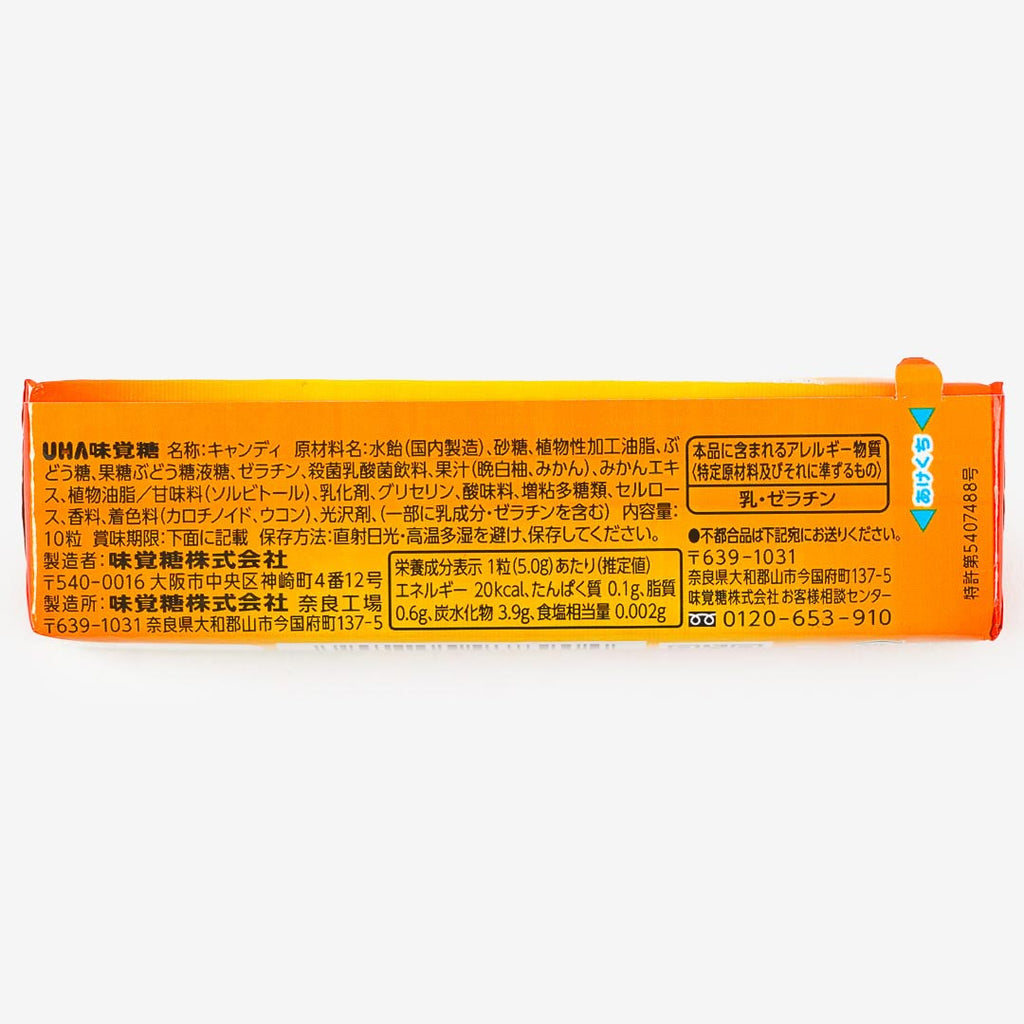 UHA味覚糖 名称:キャンディ 原材料名:水飴(国内製造)、砂糖、植物性加工油脂、ぶ
どう糖、果糖ぶどう糖液糖、ゼラチン、殺菌乳酸菌飲料、果汁(晩白柚、みかん)、みかんエキ
ス、植物油脂/甘味料(ソルビトール)、乳化剤、グリセリン、酸味料、増粘多糖類、セルロー
ス、香料、着色料(カロチノイド、ウコン)、光沢剤、(一部に乳成分・ゼラチンを含む) 内容量:
10粒 賞味期限:下面に記載 保存方法:直射日光・高温多湿を避け、保存してください。
製造者:味覚糖株式会社
〒540-0016 大阪市中央区神崎町4番12号
製造所:味覚糖株式会社 奈良工場
〒639-1031 奈良県大和郡山市今国府町137-5
栄養成分表示 1粒(5.0g)あたり(推定値)
エネルギー 20kcal、たんぱく質 0.1g、脂質
0.6g、炭水化物 3.9g、食塩相当量 0.002g
本品に含まれるアレルギー物質
(特定原材料及びそれに準ずるもの)
乳・ゼラチン
●不都合品は下記宛にお送りください。
〒639-1031
奈良県大和郡山市今国府町137-5
味覚糖株式会社 お客様相談センター
0120-653-910
あけくち
特許第5407488号